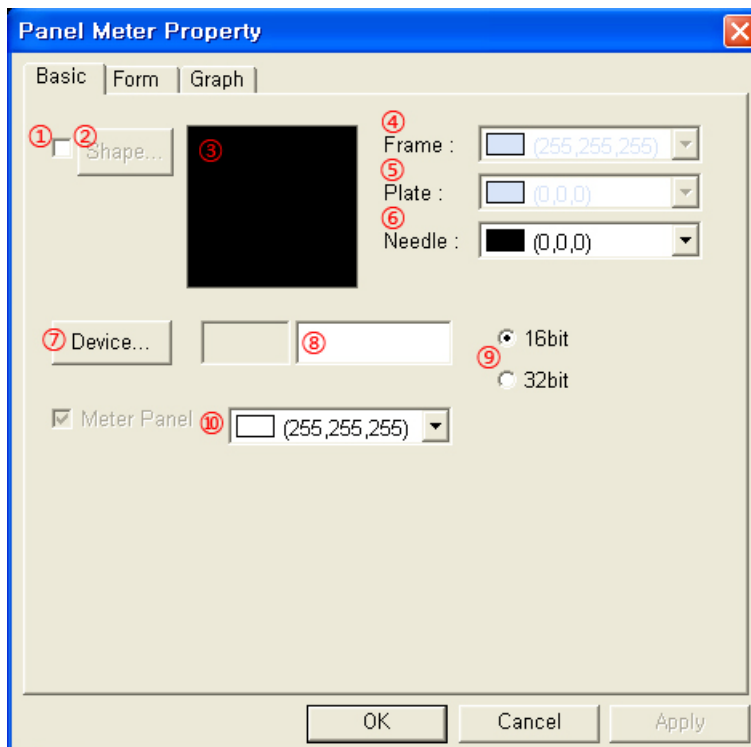 Panel Meter Property
Basic Form Graph
① ② Shape... ③
④
Frame : (255,255,255)
⑤
Plate : (0,0,0)
⑥
Needle : (0,0,0)
⑦ Device... ⑧ ⑨ 16bit
32bit
Meter Panel ⑩ (255,255,255)
OK Cancel Apply